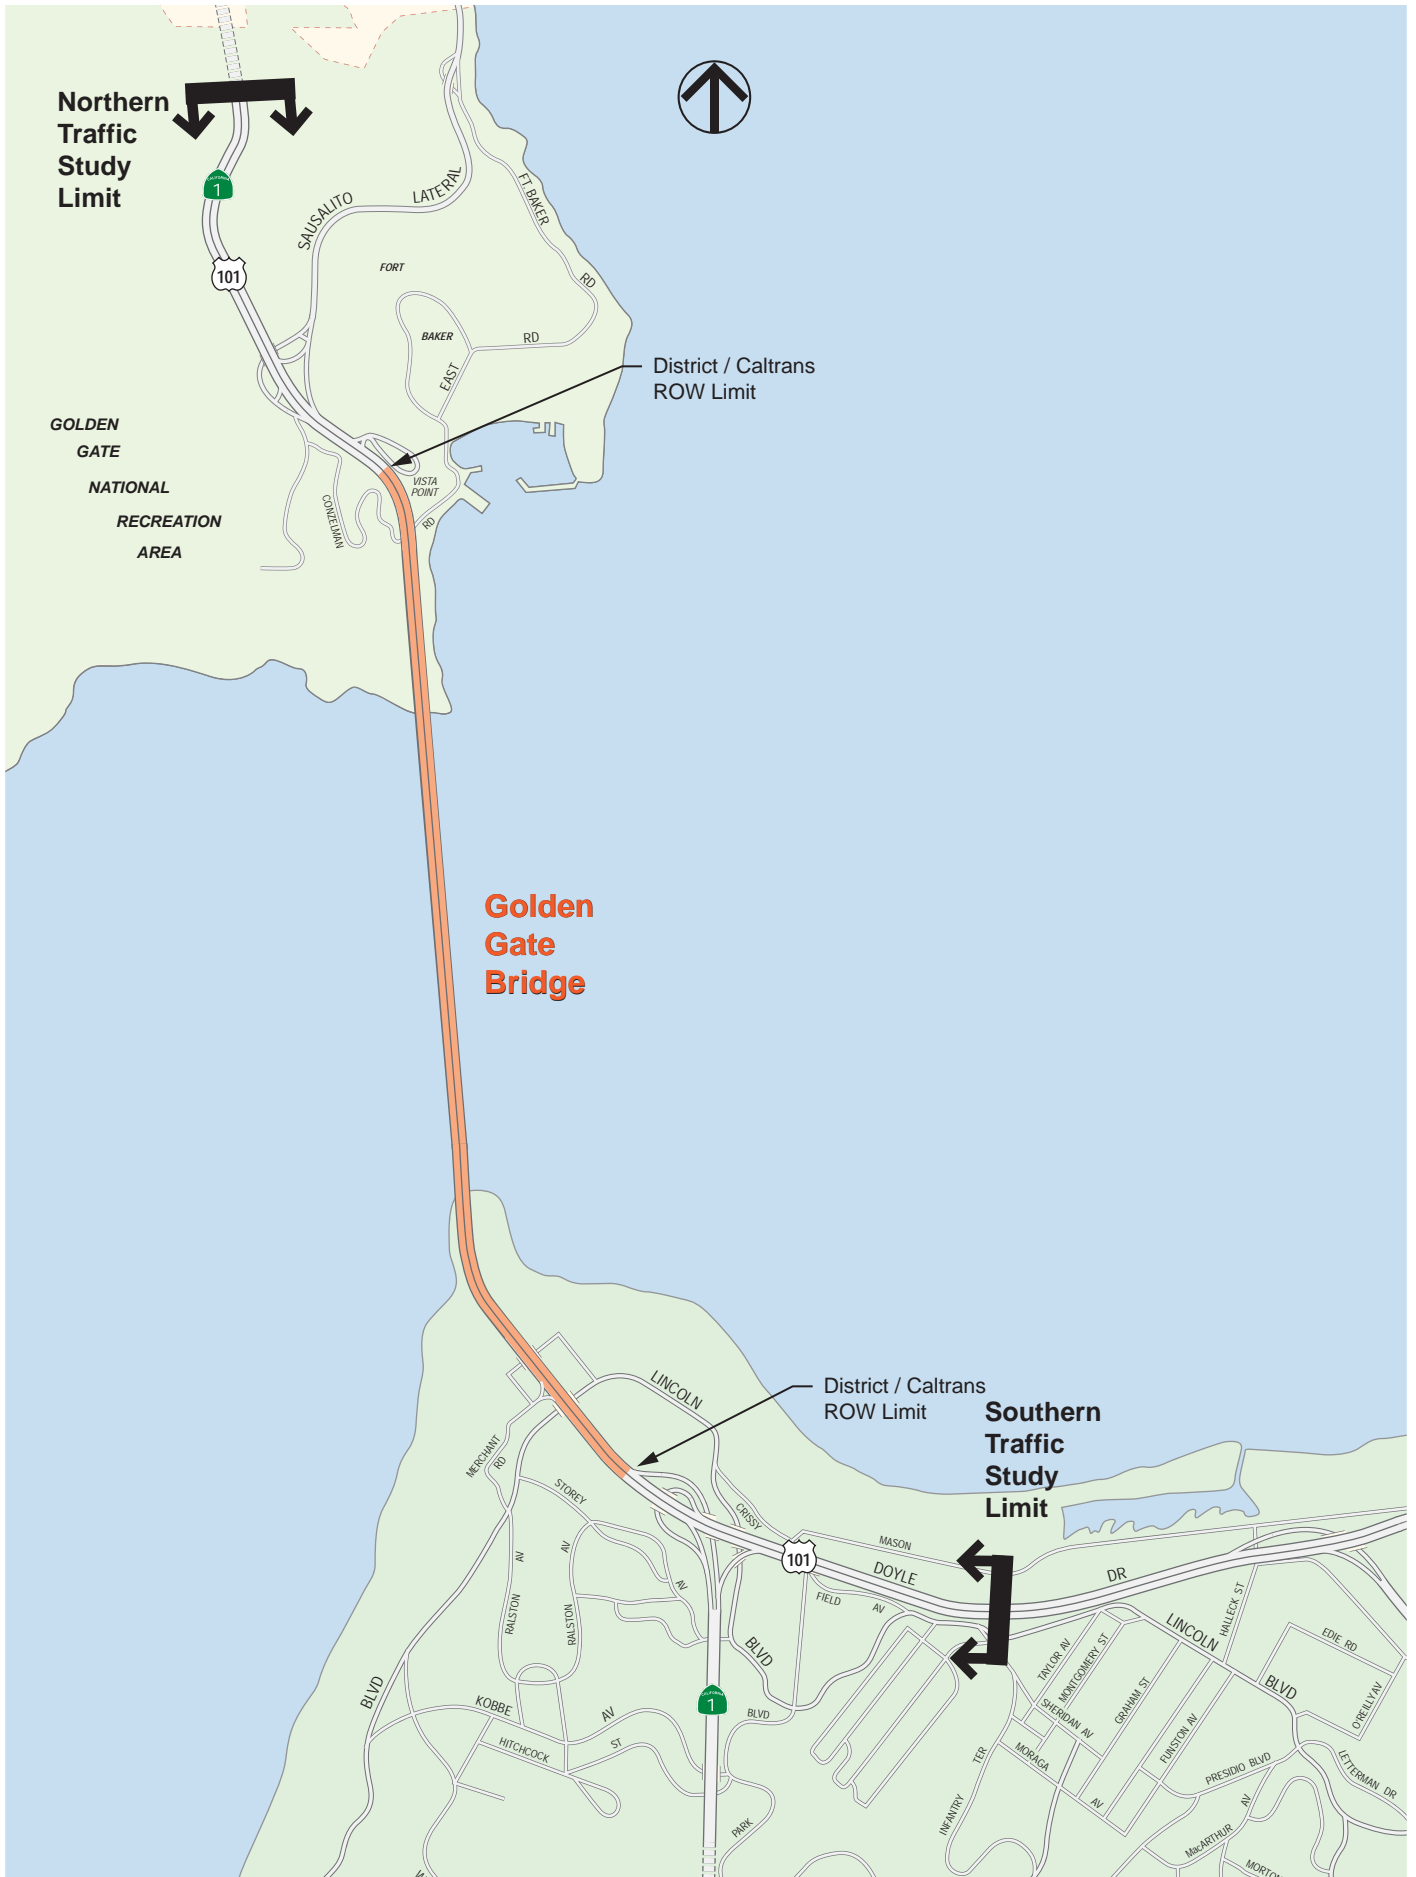 Northern
Traffic
Study
Limit
CALIFORNIA
1
101
SAUSALITO
LATERAL
FT. BAKER
RD
FORT
BAKER
RD
EAST
District / Caltrans
ROW Limit
GOLDEN
GATE
NATIONAL
RECREATION
AREA
VISTA
POINT
CONZELMAN
RD
Golden
Gate
Bridge
LINCOLN
District / Caltrans
ROW Limit
Southern
Traffic
Study
Limit
MERCHANT
RD
STOREY
AV
CRISSY
MASON
101
DOYLE
DR
RALSTON
AV
RALSTON
AV
FIELD
AV
BLVD
LINCOLN
BLVD
HALLECK ST
EDIE RD
O'REILLY AV
TAYLOR AV
MONTGOMERY ST
GRAHAM ST
SHERIDAN AV
FUNSTON AV
BLVD
KOBBE
AV
HITCHCOCK
ST
CALIFORNIA
1
BLVD
MORAGA
AV
INFANTRY
TER
PRESIDIO BLVD
LETTERMAN DR
MacARTHUR
AV
PARK